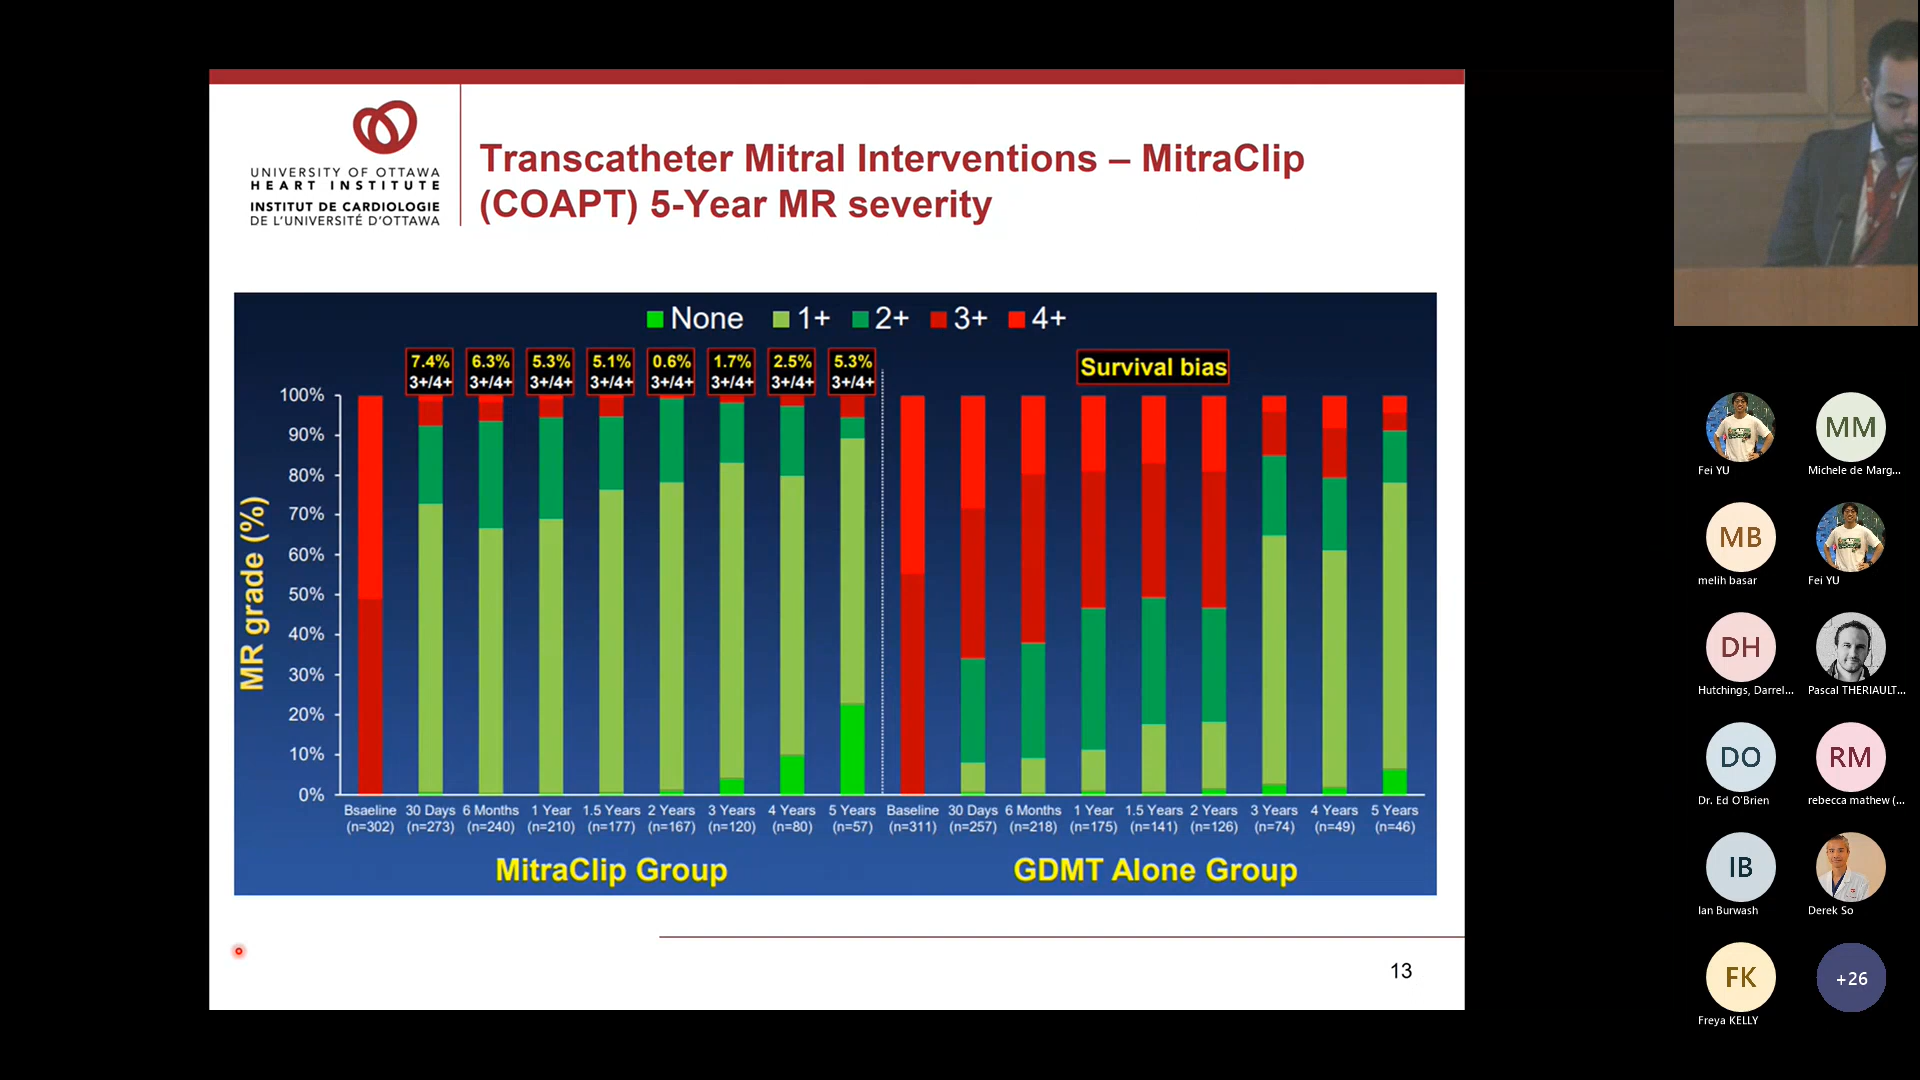 UNIVERSITY OF OTTAWA
HEART INSTITUTE
INSTITUT DE CARDIOLOGIE
DE L'UNIVERSITÉ D'OTTAWA
Transcatheter Mitral Interventions – MitraClip
(COAPT) 5-Year MR severity
None 1+ 2+ 3+ 4+
7.4% 6.3% 5.3% 5.1% 0.6% 1.7% 2.5% 5.3%
3+/4+ 3+/4+ 3+/4+ 3+/4+ 3+/4+ 3+/4+ 3+/4+ 3+/4+
Survival bias
MR grade (%)
100%
90%
80%
70%
60%
50%
40%
30%
20%
10%
0%
Bsaeline 30 Days 6 Months 1 Year 1.5 Years 2 Years 3 Years 4 Years 5 Years Baseline 30 Days 6 Months 1 Year 1.5 Years 2 Years 3 Years 4 Years 5 Years
(n=302) (n=273) (n=240) (n=210) (n=177) (n=167) (n=120) (n=80) (n=57) (n=311) (n=257) (n=218) (n=175) (n=141) (n=126) (n=74) (n=49) (n=46)
MitraClip Group GDMT Alone Group
13
Fei YU
MM
Michele de Marg...
MB
melih basar
Fei YU
DH
Hutchings, Darrel...
Pascal THERIAULT...
DO
Dr. Ed O'Brien
RM
rebecca mathew (...
IB
Ian Burwash
Derek So
FK
Freya KELLY
+26